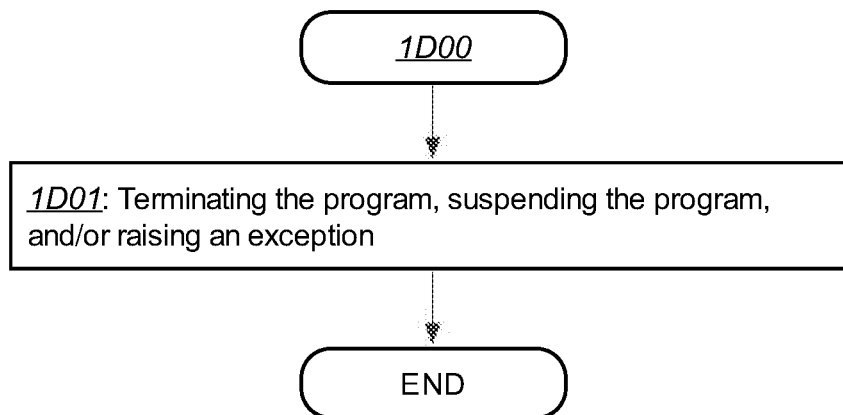 1D00
1D01: Terminating the program, suspending the program,
and/or raising an exception
END